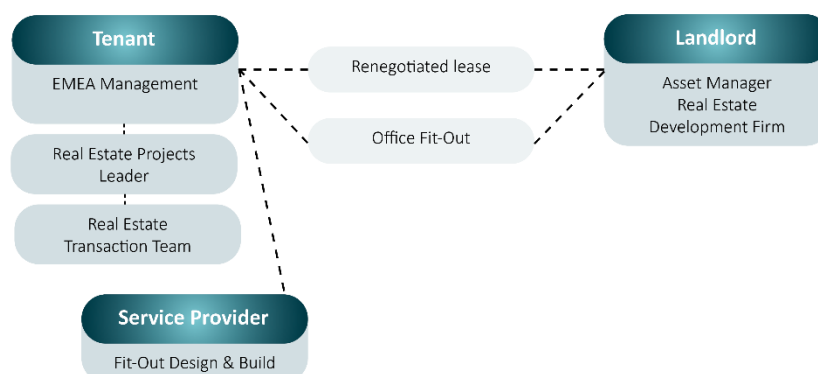 Tenant
EMEA Management
Real Estate Projects
Leader
Real Estate
Transaction Team
Renegotiated lease
Office Fit-Out
Landlord
Asset Manager
Real Estate
Development Firm
Service Provider
Fit-Out Design & Build